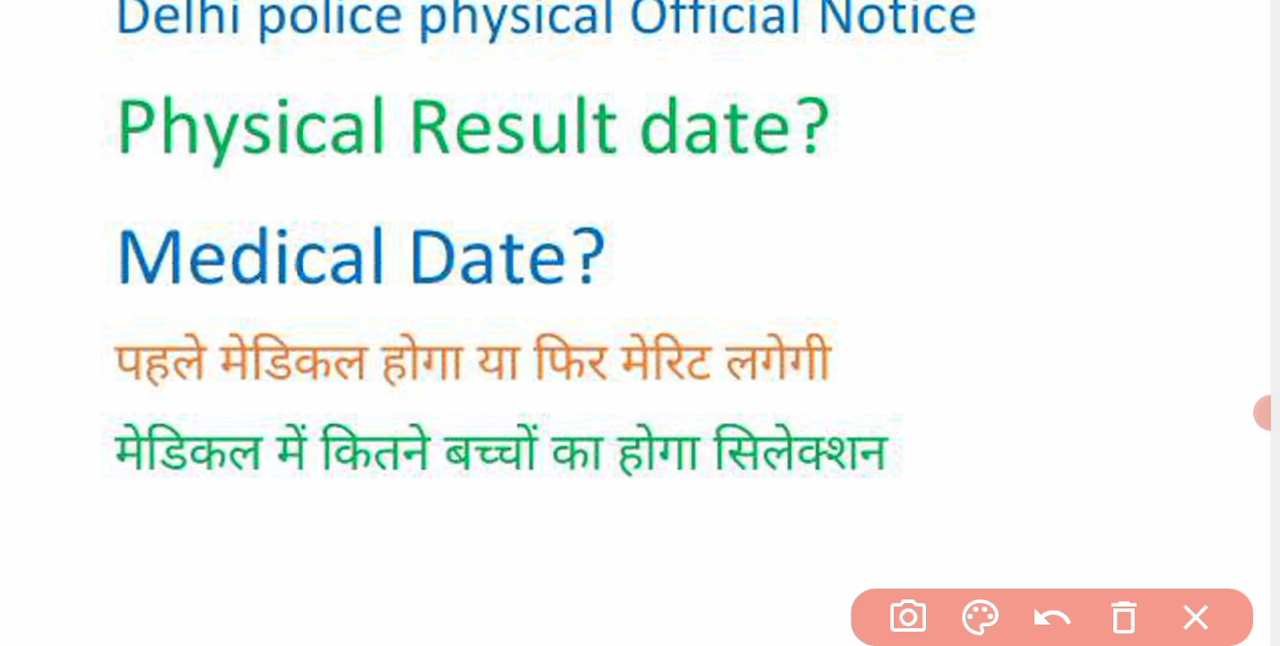 Delhi police physical Official Notice
Physical Result date?
Medical Date?
पहले मेडिकल होगा या फिर मेरिट लगेगी
मेडिकल में कितने बच्चों का होगा सिलेक्शन